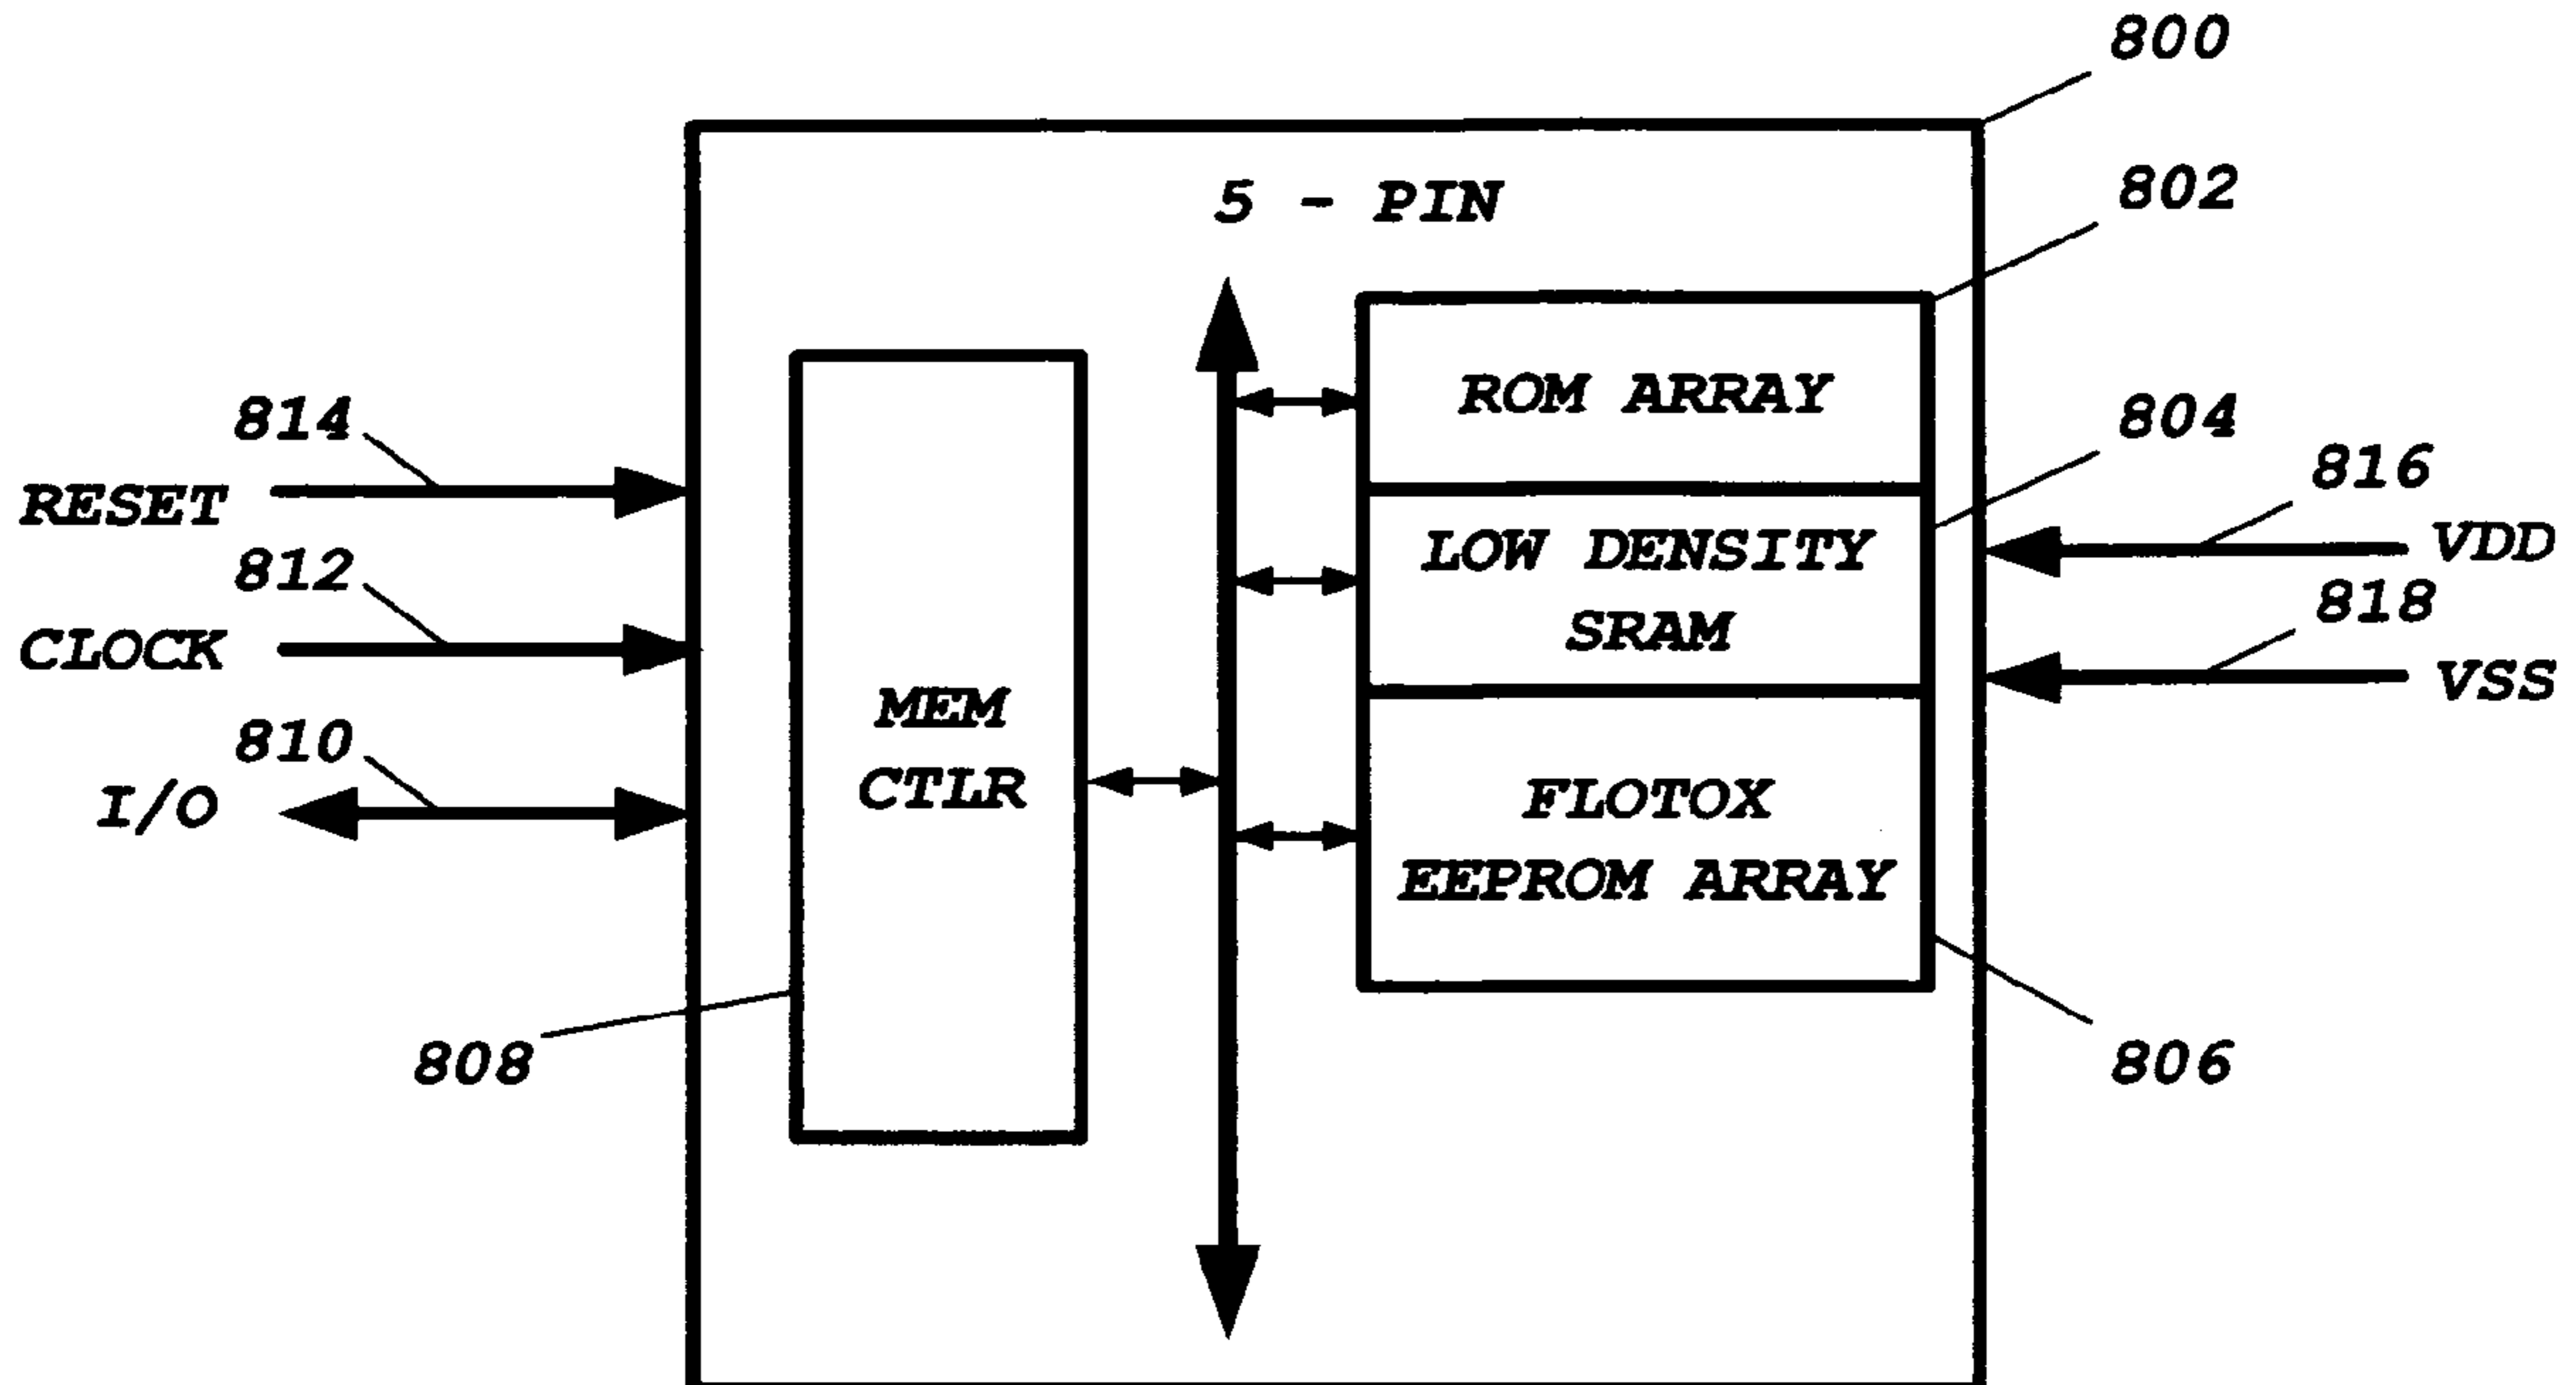 800
5 - PIN
802
ROM ARRAY
814
804
RESET
816
LOW DENSITY
SRAM
VDD
812
818
CLOCK
VSS
MEM
CTLR
810
I/O
FLOTOX
EEPROM ARRAY
808
806